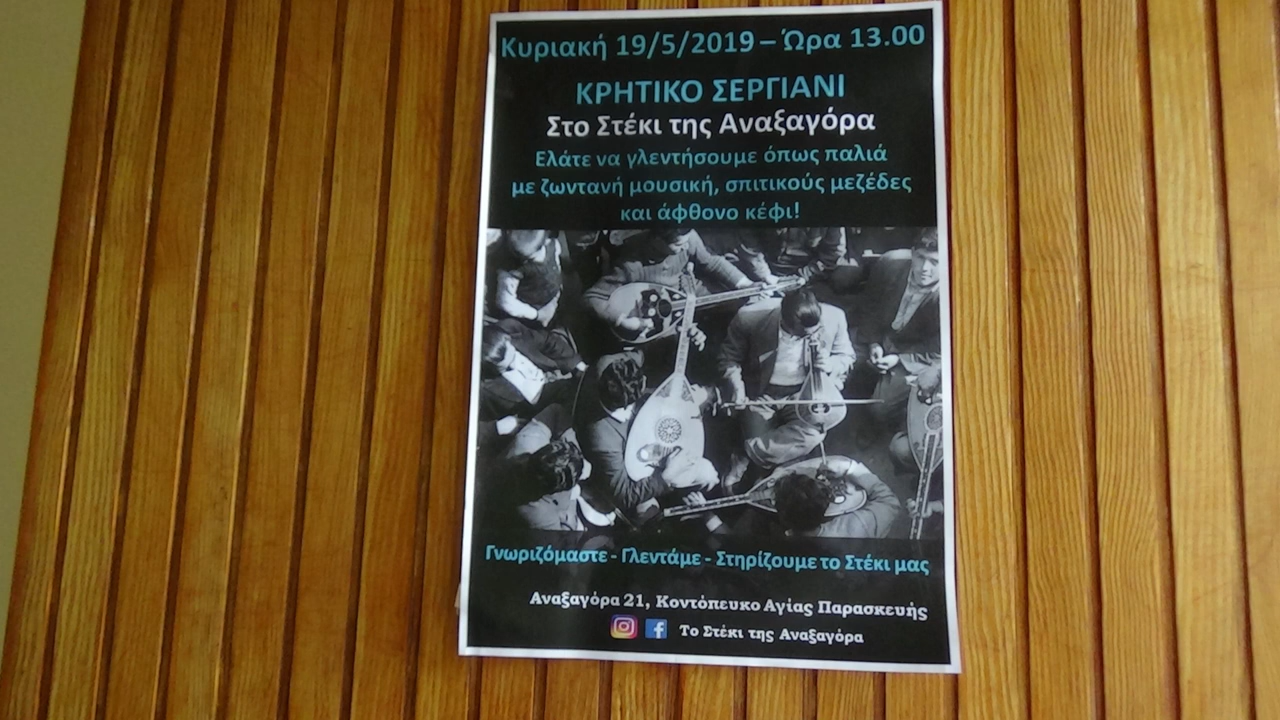 Κυριακή 19/5/2019 – Ώρα 13.00
ΚΡΗΤΙΚΟ ΣΕΡΓΙΑΝΙ
Στο Στέκι της Αναξαγόρα
Ελάτε να γλεντήσουμε όπως παλιά
με ζωντανή μουσική, σπιτικούς μεζέδες
και άφθονο κέφι!
Γνωριζόμαστε - Γλεντάμε - Στηρίζουμε το Στέκι μας
Αναξαγόρα 21, Κοντόπευκο Αγίας Παρασκευής
Το Στέκι της Αναξαγόρα